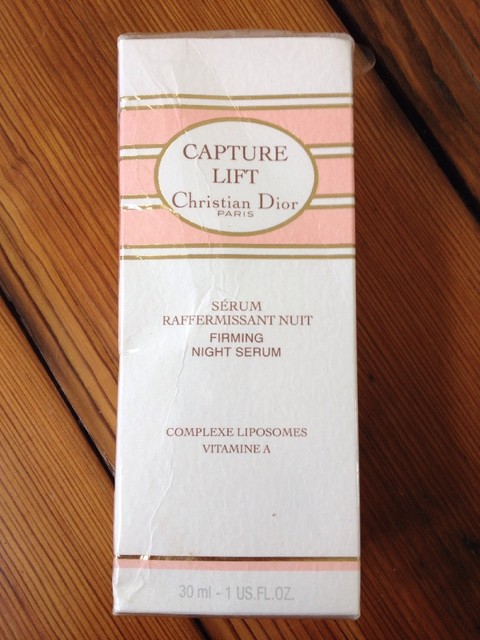 CAPTURE
LIFT
Christian Dior
PARIS
SÉRUM
RAFFERMISSANT NUIT
FIRMING
NIGHT SERUM
COMPLEXE LIPOSOMES
VITAMINE A
30 ml - 1 US.FL.OZ.